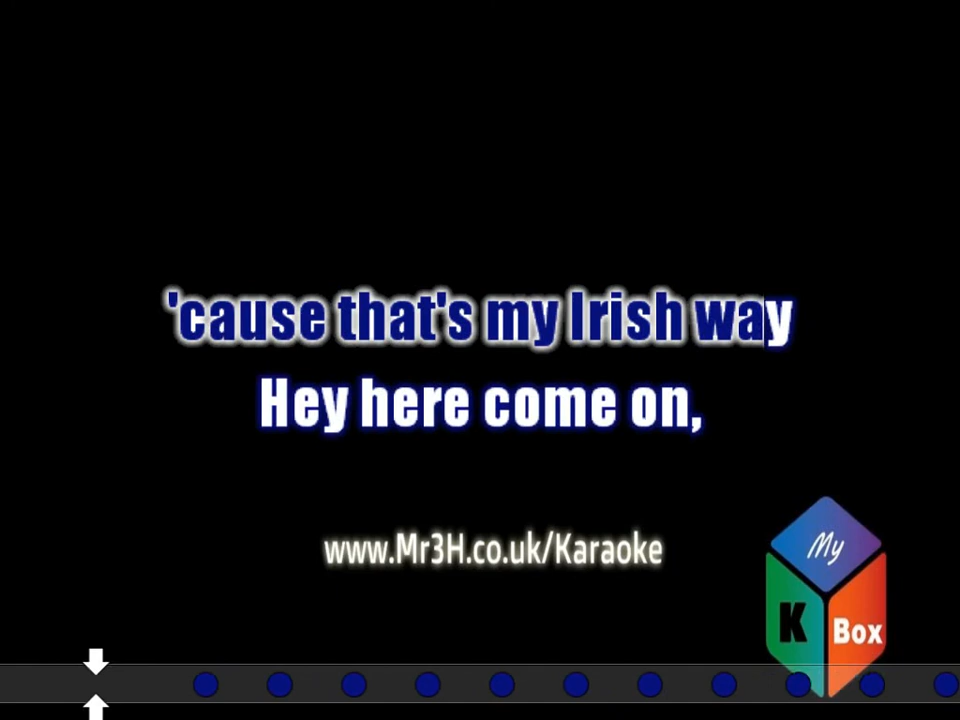 'cause that's my Irish way
Hey here come on,
www.Mr3H.co.uk/Karaoke
My
K
Box